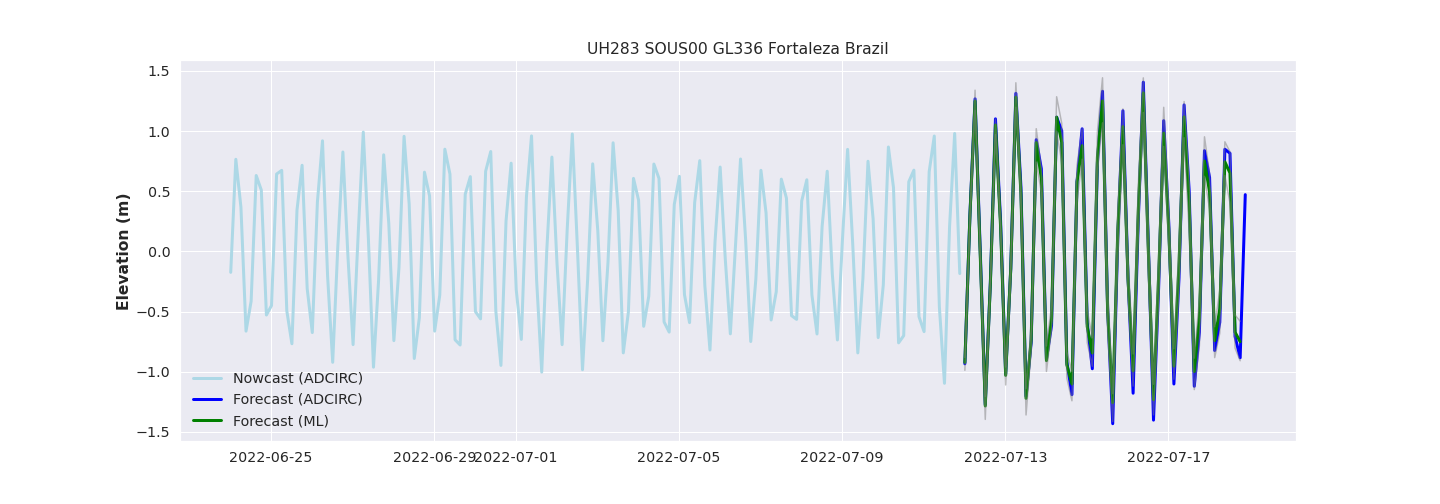 UH283 SOUS00 GL336 Fortaleza Brazil
Elevation (m)
1.5
1.0
0.5
0.0
−0.5
−1.0
−1.5
Nowcast (ADCIRC)
Forecast (ADCIRC)
Forecast (ML)
2022-06-25 2022-06-29 2022-07-01 2022-07-05 2022-07-09 2022-07-13 2022-07-17